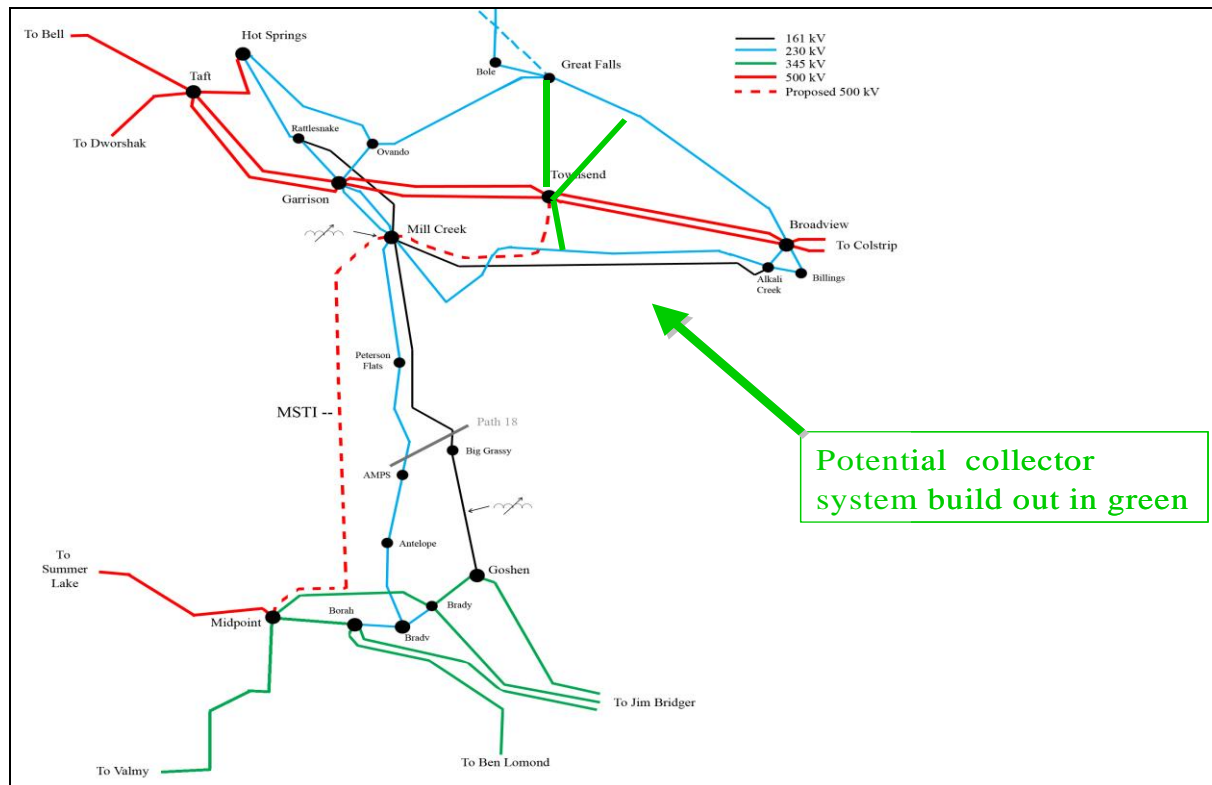 To Bell
Hot Springs
Great Falls
Bole
161 kV
230 kV
345 kV
500 kV
Proposed 500 kV
Taft
To Dworshak
Rattlesnake
Ovando
Garrison
Townsend
Mill Creek
Broadview
To Colstrip
Alkali
Creek
Billings
Peterson
Flats
MSTI --
Path 18
Big Grassy
AMPS
Potential collector
system build out in green
Antelope
To
Summer
Lake
Goshen
Midpoint
Borah
Brady
Brady
To Jim Bridger
To Valmy
To Ben Lomond